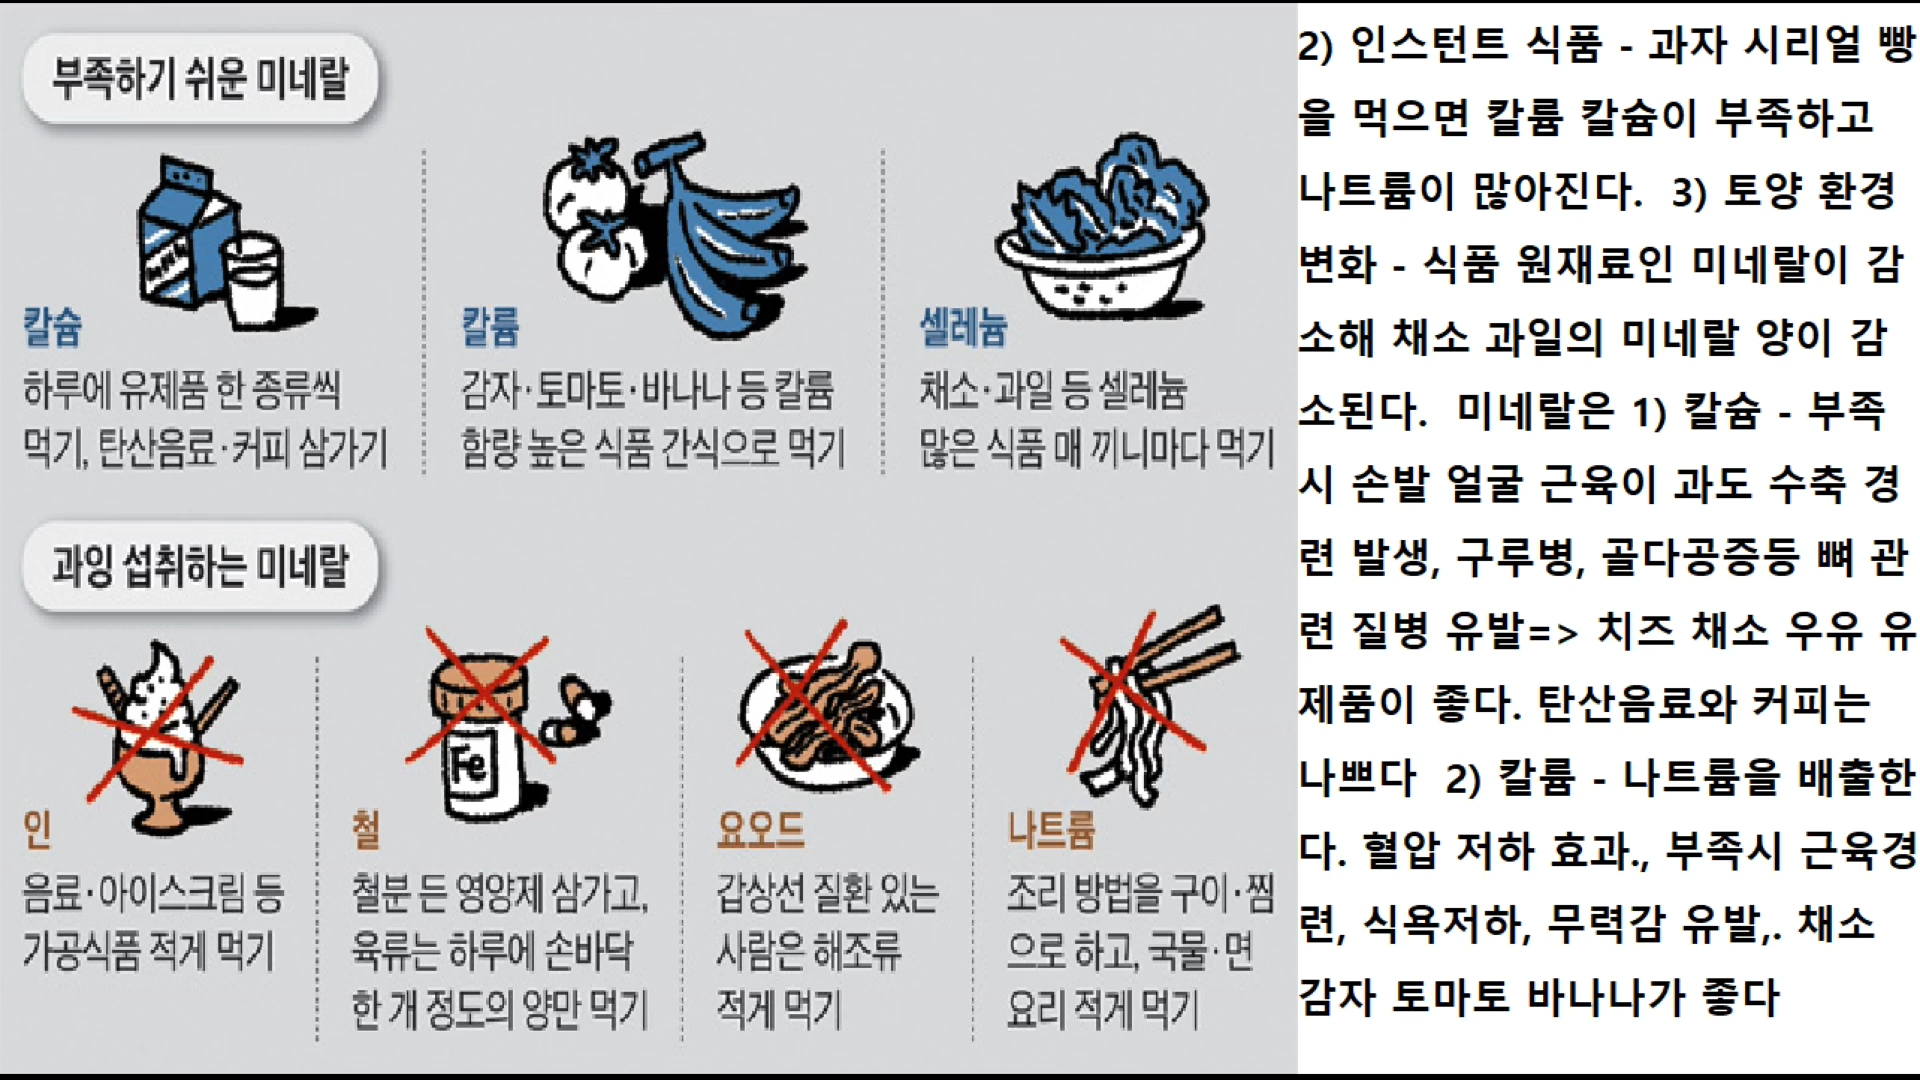 부족하기 쉬운 미네랄
MILK
칼슘
하루에 유제품 한 종류씩
먹기, 탄산음료·커피 삼가기
칼륨
감자·토마토·바나나 등 칼륨
함량 높은 식품 간식으로 먹기
셀레늄
채소·과일 등 셀레늄
많은 식품 매 끼니마다 먹기
과잉 섭취하는 미네랄
인
음료·아이스크림 등
가공식품 적게 먹기
Fe
철
철분 든 영양제 삼가고,
육류는 하루에 손바닥
한 개 정도의 양만 먹기
요오드
갑상선 질환 있는
사람은 해조류
적게 먹기
나트륨
조리 방법을 구이·찜
으로 하고, 국물·면
요리 적게 먹기
2) 인스턴트 식품 - 과자 시리얼 빵
을 먹으면 칼륨 칼슘이 부족하고
나트륨이 많아진다.  3) 토양 환경
변화 - 식품 원재료인 미네랄이 감
소해 채소 과일의 미네랄 양이 감
소된다.  미네랄은 1) 칼슘 - 부족
시 손발 얼굴 근육이 과도 수축 경
련 발생, 구루병, 골다공증등 뼈 관
련 질병 유발=> 치즈 채소 우유 유
제품이 좋다. 탄산음료와 커피는
나쁘다  2) 칼륨 - 나트륨을 배출한
다. 혈압 저하 효과., 부족시 근육경
련, 식욕저하, 무력감 유발,. 채소
감자 토마토 바나나가 좋다